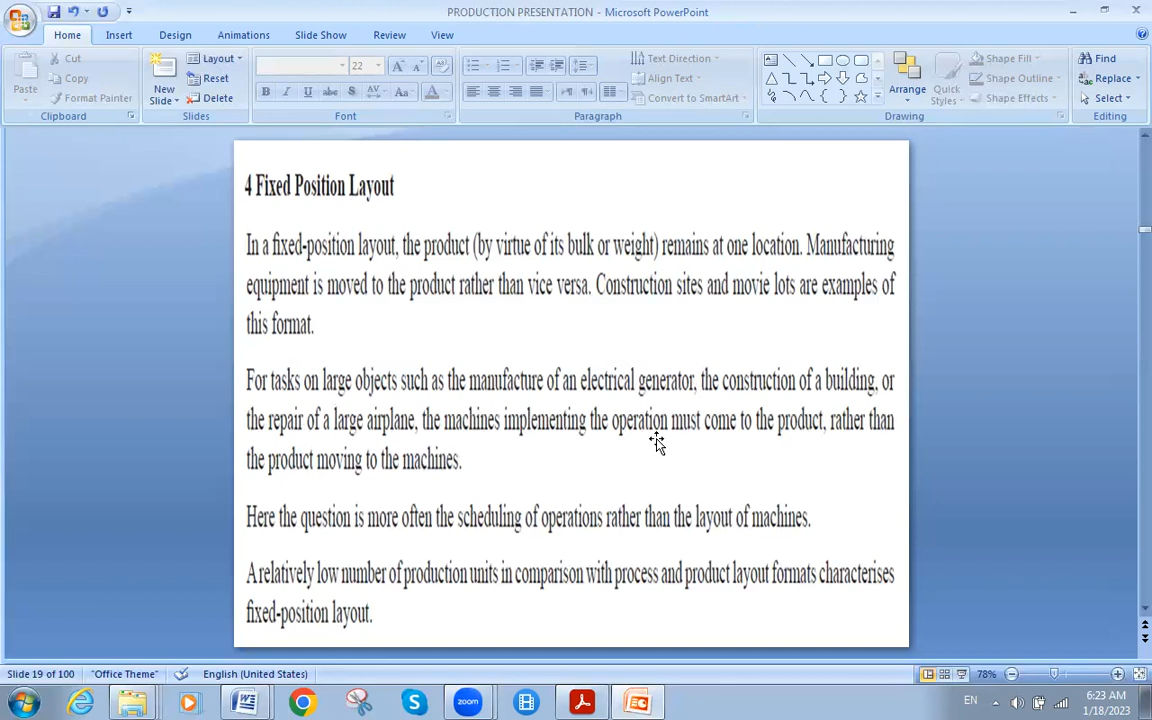 PRODUCTION PRESENTATION - Microsoft PowerPoint
Home Insert Design Animations Slide Show Review View
Cut
Copy
Format Painter
Paste
Clipboard
New
Slide
Layout
Reset
Delete
Slides
22
B I U abc S AV Aa A
Font
Text Direction
Align Text
Convert to SmartArt
Paragraph
Arrange
Quick
Styles
Shape Fill
Shape Outline
Shape Effects
Drawing
Find
Replace
Select
Editing
4 Fixed Position Layout
In a fixed-position layout, the product (by virtue of its bulk or weight) remains at one location. Manufacturing
equipment is moved to the product rather than vice versa. Construction sites and movie lots are examples of
this format.
For tasks on large objects such as the manufacture of an electrical generator, the construction of a building, or
the repair of a large airplane, the machines implementing the operation must come to the product, rather than
the product moving to the machines.
Here the question is more often the scheduling of operations rather than the layout of machines.
A relatively low number of production units in comparison with process and product layout formats characterises
fixed-position layout.
Slide 19 of 100 "Office Theme" English (United States) 78%
zoom
EN
6:23 AM
1/18/2023